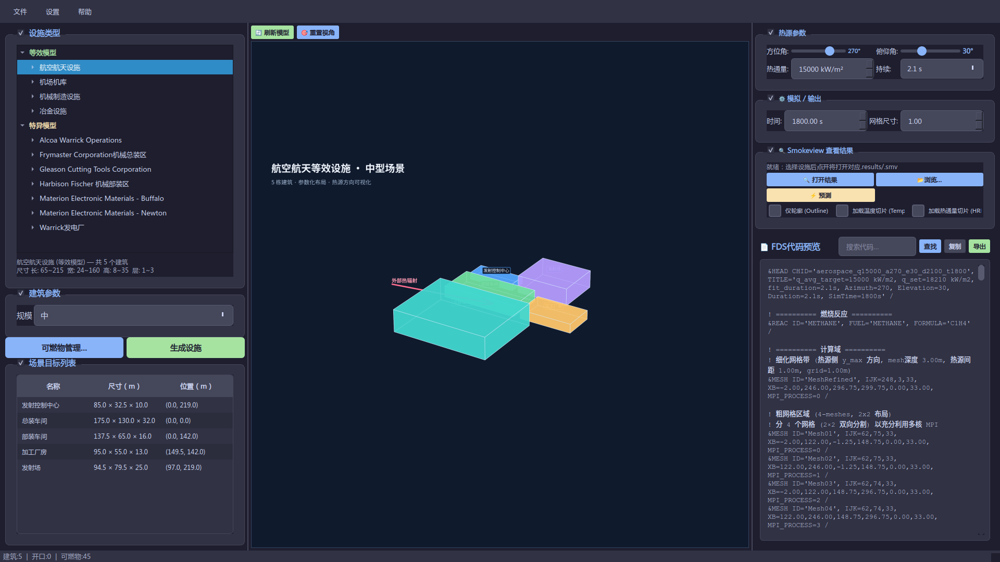 文件 设置 帮助
设施类型
等效模型
航空航天设施
机场机库
机械制造设施
冶金设施
特异模型
Alcoa Warrick Operations
Frymaster Corporation机械总装区
Gleason Cutting Tools Corporation
Harbison Fischer 机械部装区
Materion Electronic Materials - Buffalo
Materion Electronic Materials - Newton
Warrick发电厂
航空航天设施 (等效模型) — 共 5 个建筑
尺寸 长: 65~215 宽: 24~160 高: 8~35 层: 1~3
建筑参数
规模 中
可燃物管理... 生成设施
场景目标列表
名称 尺寸（m） 位置（m）
发射控制中心 85.0 × 32.5 × 10.0 (0.0, 219.0)
总装车间 175.0 × 130.0 × 32.0 (0.0, 0.0)
部装车间 137.5 × 65.0 × 16.0 (0.0, 142.0)
加工厂房 95.0 × 55.0 × 13.0 (149.5, 142.0)
发射场 94.5 × 79.5 × 25.0 (97.0, 219.0)
刷新模型 重置视角
航空航天等效设施 · 中型场景
5 栋建筑 · 参数化布局 · 热源方向可视化
发射控制中心
外部热辐射
热源参数
方位角: 270° 俯仰角: 30°
热通量: 15000 kW/m² 持续: 2.1 s
模拟 / 输出
时间: 1800.00 s 网格尺寸: 1.00
Smokeview 查看结果
就绪：选择设施后点开将打开对应.results/.smv
打开结果 浏览...
预测
仅轮廓 (Outline) 加载温度切片 (Temp 加载热通量切片 (HRI
FDS代码预览 搜索代码... 查找 复制 导出
&HEAD CHID='aerospace_q15000_a270_e30_d2100_t1800',
TITLE='q_avg_target=15000 kW/m2, q_set=18210 kW/m2,
fit_duration=2.1s, Azimuth=270, Elevation=30,
Duration=2.1s, SimTime=1800s' /
! ========== 燃烧反应 ==========
&REAC ID='METHANE', FUEL='METHANE', FORMULA='C1H4'
/
! ========== 计算域 ==========
! 细化网格带 (热源侧 y_max 方向, mesh深度 3.00m, 热源间
距 1.00m, grid=1.00m)
&MESH ID='MeshRefined', IJK=248,3,33,
XB=-2.00,246.00,296.75,299.75,0.00,33.00,
MPI_PROCESS=0 /
! 粗网格区域 (4-meshes, 2x2 布局)
! 分 4 个网格 (2×2 双向分割) 以充分利用多核 MPI
&MESH ID='Mesh01', IJK=62,75,33,
XB=-2.00,122.00,-1.25,148.75,0.00,33.00,
MPI_PROCESS=0 /
&MESH ID='Mesh02', IJK=62,75,33,
XB=122.00,246.00,-1.25,148.75,0.00,33.00,
MPI_PROCESS=1 /
&MESH ID='Mesh03', IJK=62,74,33,
XB=-2.00,122.00,148.75,296.75,0.00,33.00,
MPI_PROCESS=2 /
&MESH ID='Mesh04', IJK=62,74,33,
XB=122.00,246.00,148.75,296.75,0.00,33.00,
MPI_PROCESS=3 /
建筑:5 | 开口:0 | 可燃物:45